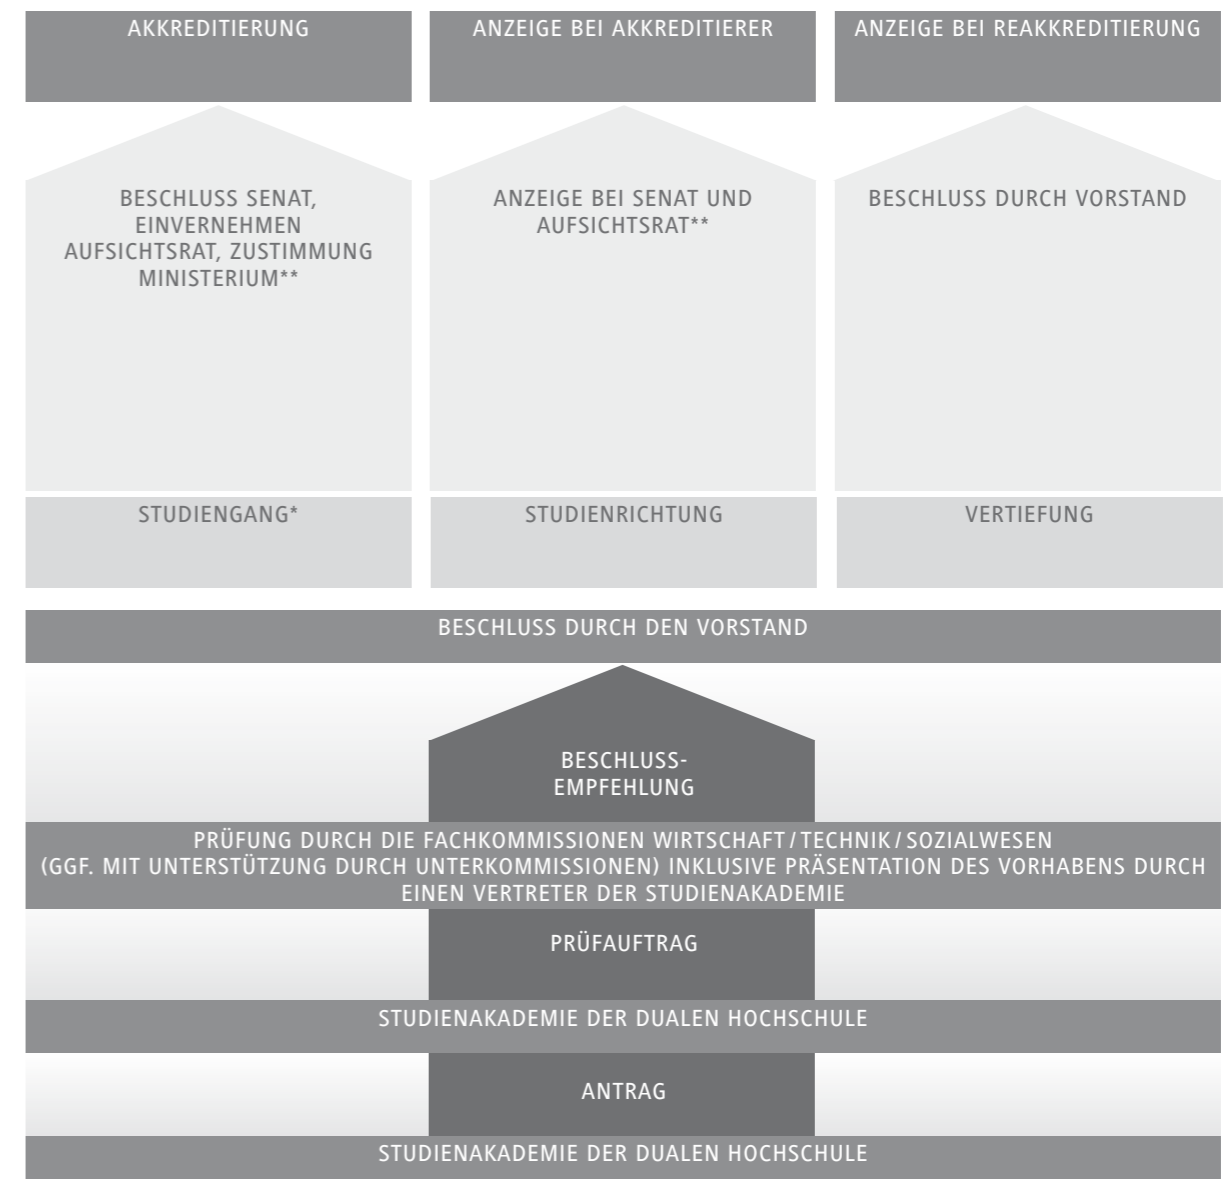 AKKREDITIERUNG
ANZEIGE BEI AKKREDITIERER
ANZEIGE BEI REAKKREDITIERUNG
BESCHLUSS SENAT,
EINVERNEHMEN
AUFSICHTSRAT, ZUSTIMMUNG
MINISTERIUM**
ANZEIGE BEI SENAT UND
AUFSICHTSRAT**
BESCHLUSS DURCH VORSTAND
STUDIENGANG*
STUDIENRICHTUNG
VERTIEFUNG
BESCHLUSS DURCH DEN VORSTAND
BESCHLUSS-
EMPFEHLUNG
PRÜFUNG DURCH DIE FACHKOMMISSIONEN WIRTSCHAFT / TECHNIK / SOZIALWESEN
(GGF. MIT UNTERSTÜTZUNG DURCH UNTERKOMMISSIONEN) INKLUSIVE PRÄSENTATION DES VORHABENS DURCH
EINEN VERTRETER DER STUDIENAKADEMIE
PRÜFAUFTRAG
STUDIENAKADEMIE DER DUALEN HOCHSCHULE
ANTRAG
STUDIENAKADEMIE DER DUALEN HOCHSCHULE